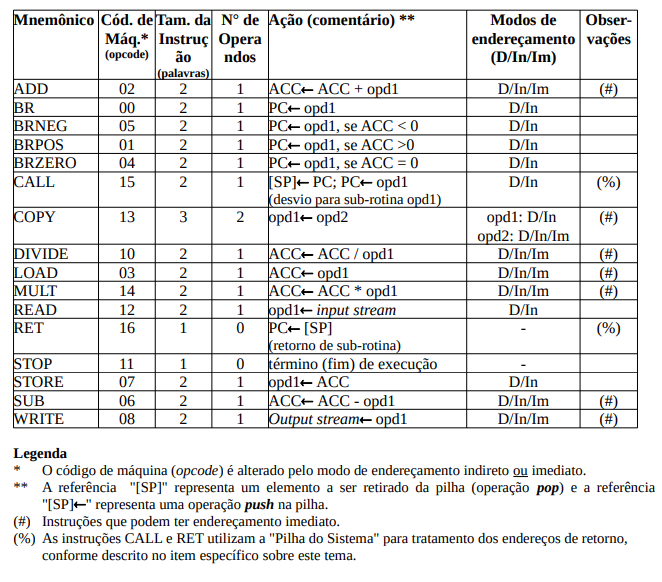 Mnemônico Cód. de Máq.* (opcode) Tam. da Instruç ão (palavras) N° de Opera ndos Ação (comentário) ** Modos de endereçamento (D/In/Im) Obser- vações
ADD 02 2 1 ACC← ACC + opd1 D/In/Im (#)
BR 00 2 1 PC← opd1 D/In
BRNEG 05 2 1 PC← opd1, se ACC < 0 D/In
BRPOS 01 2 1 PC← opd1, se ACC >0 D/In
BRZERO 04 2 1 PC← opd1, se ACC = 0 D/In
CALL 15 2 1 [SP]← PC; PC← opd1 D/In (%)
(desvio para sub-rotina opd1)
COPY 13 3 2 opd1← opd2 opd1: D/In (#)
opd2: D/In/Im
DIVIDE 10 2 1 ACC← ACC / opd1 D/In/Im (#)
LOAD 03 2 1 ACC← opd1 D/In/Im (#)
MULT 14 2 1 ACC← ACC * opd1 D/In/Im (#)
READ 12 2 1 opd1← input stream D/In
RET 16 1 0 PC← [SP] - (%)
(retorno de sub-rotina)
STOP 11 1 0 término (fim) de execução -
STORE 07 2 1 opd1← ACC D/In
SUB 06 2 1 ACC← ACC - opd1 D/In/Im (#)
WRITE 08 2 1 Output stream← opd1 D/In/Im (#)
Legenda
* O código de máquina (opcode) é alterado pelo modo de endereçamento indireto ou imediato.
** A referência "[SP]" representa um elemento a ser retirado da pilha (operação pop) e a referência
"[SP]←" representa uma operação push na pilha.
(#) Instruções que podem ter endereçamento imediato.
(%) As instruções CALL e RET utilizam a "Pilha do Sistema" para tratamento dos endereços de retorno,
conforme descrito no item específico sobre este tema.